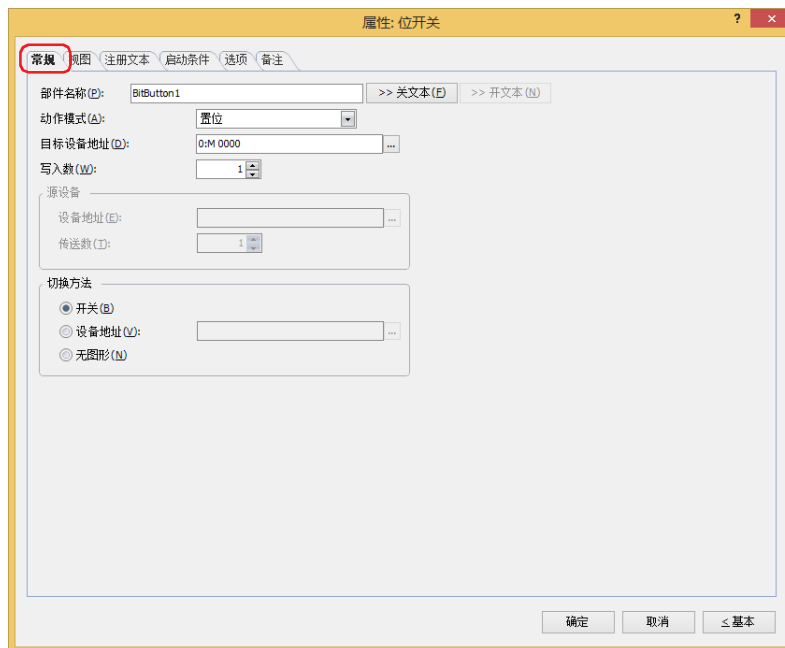 属性: 位开关
? ×
常规 视图 注册文本 启动条件 选项 备注
部件名称(P): BitButton1 >> 关文本(F) >> 开文本(N)
动作模式(A): 置位
目标设备地址(D): 0:M 0000 ...
写入数(W): 1
源设备
设备地址(E): ...
传送数(T): 1
切换方法
开关(B)
设备地址(V): ...
无图形(N)
确定 取消 ≤ 基本